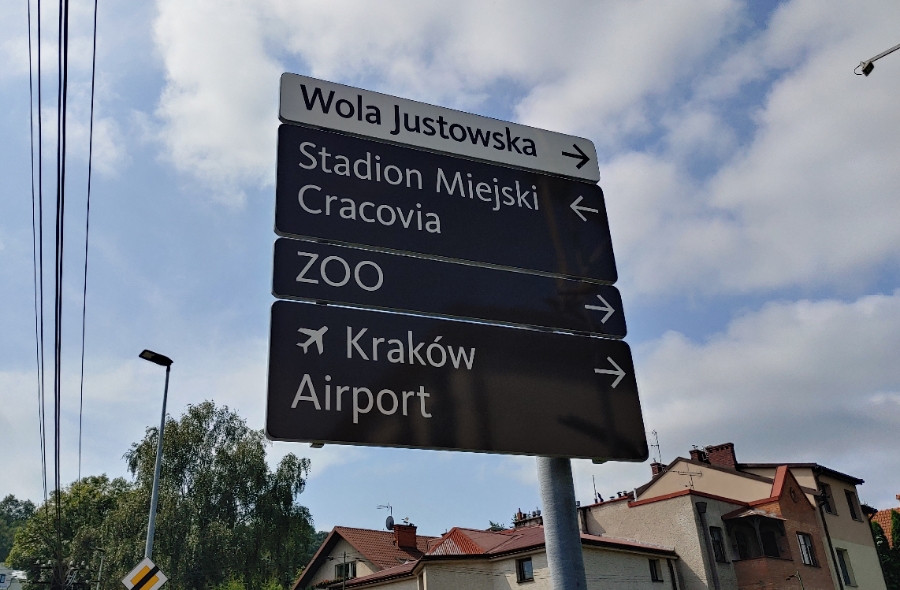 Wola Justowska →
Stadion Miejski
Cracovia ←
ZOO →
Kraków
Airport →